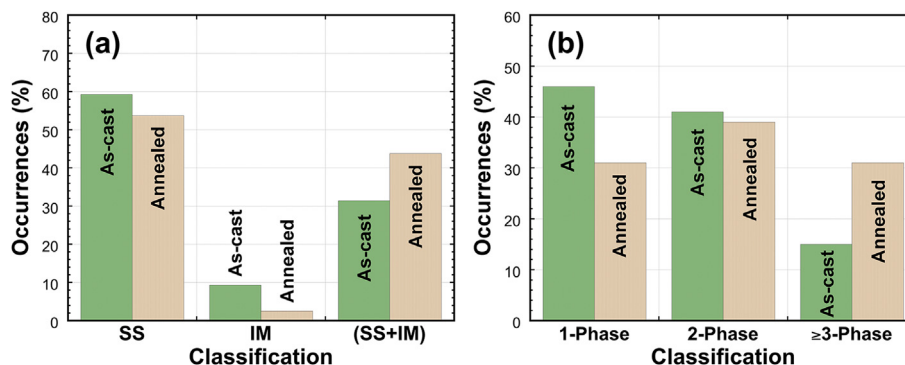 (a)
Occurrences (%)
80
70
60
50
40
30
20
10
0
As-cast
Annealed
As-cast
Annealed
As-cast
Annealed
SS
IM
(SS+IM)
Classification
(b)
Occurrences (%)
60
50
40
30
20
10
0
As-cast
Annealed
As-cast
Annealed
As-cast
Annealed
1-Phase
2-Phase
≥3-Phase
Classification